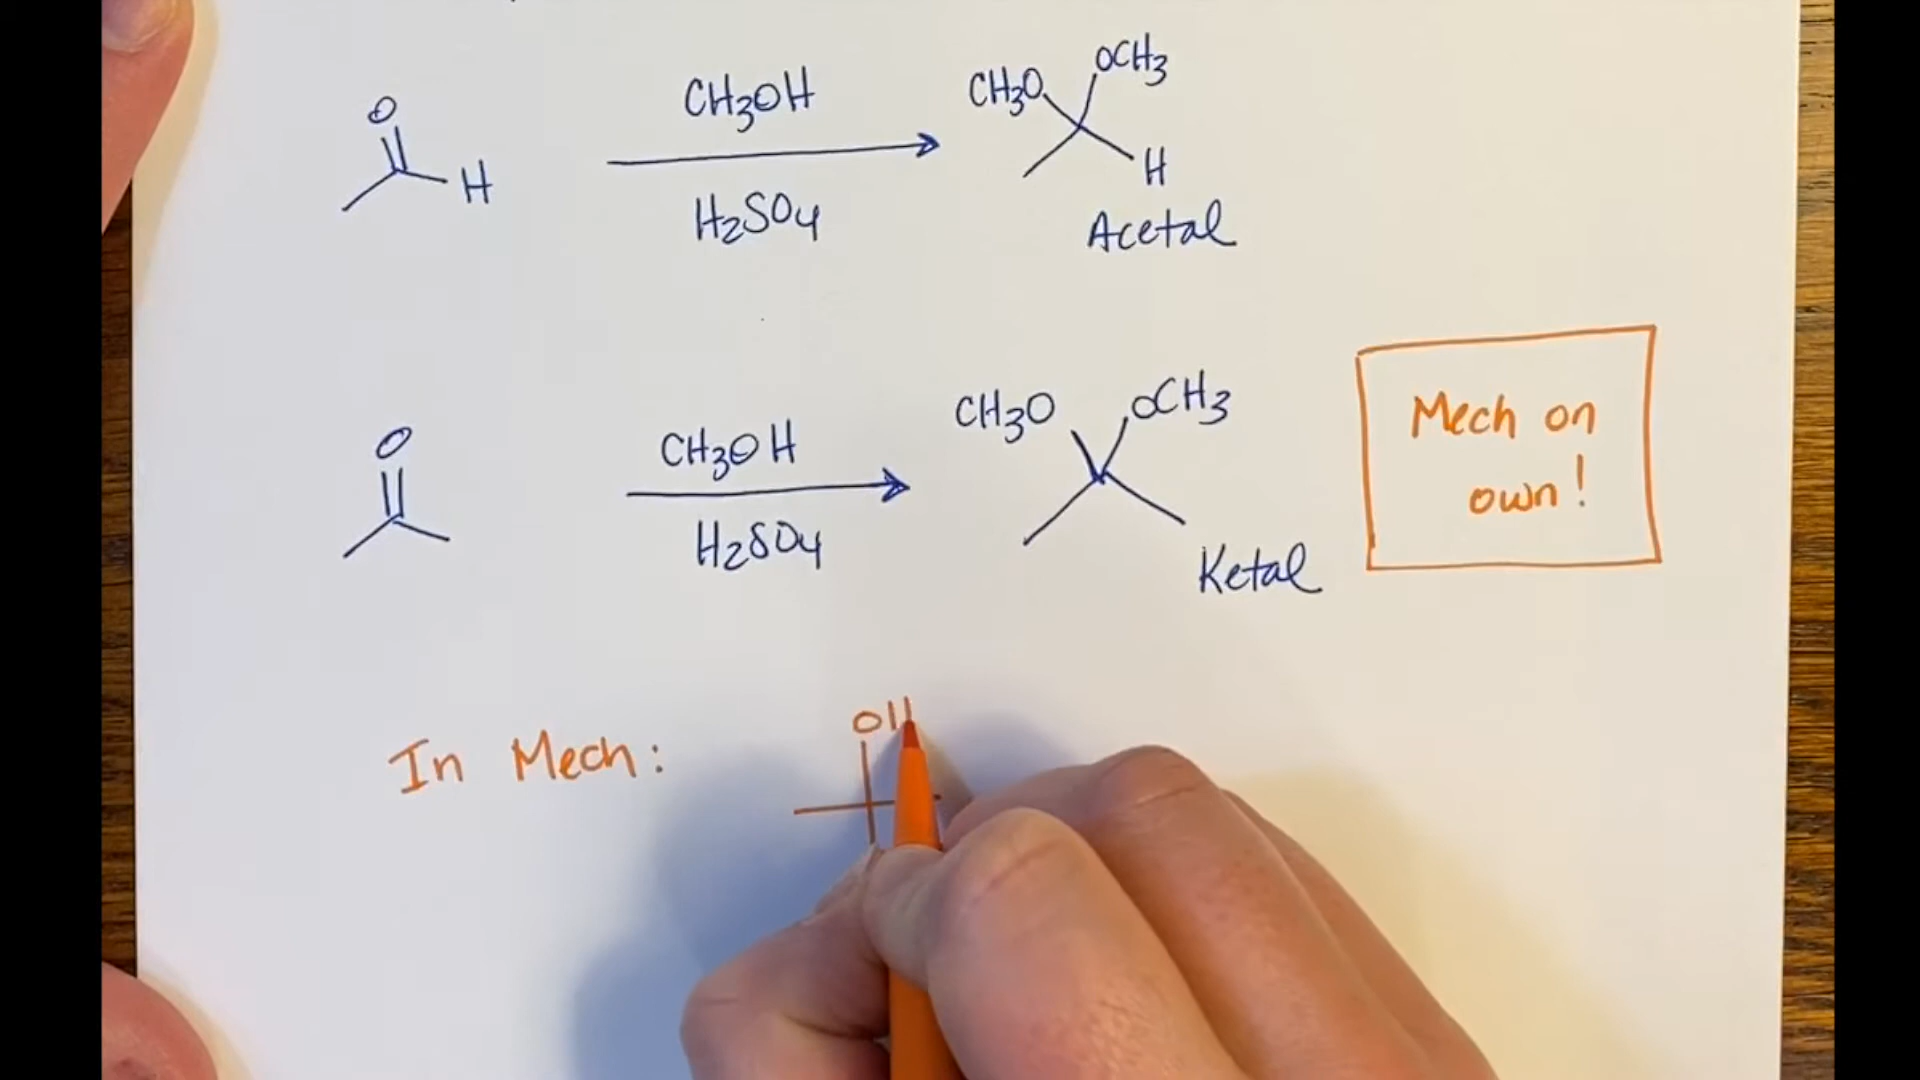 O
CH3OH
CH3O OCH3
H
H2SO4
H
Acetal
O
CH3OH
CH3O OCH3
H2SO4
Ketal
Mech on
own!
In Mech:
OH